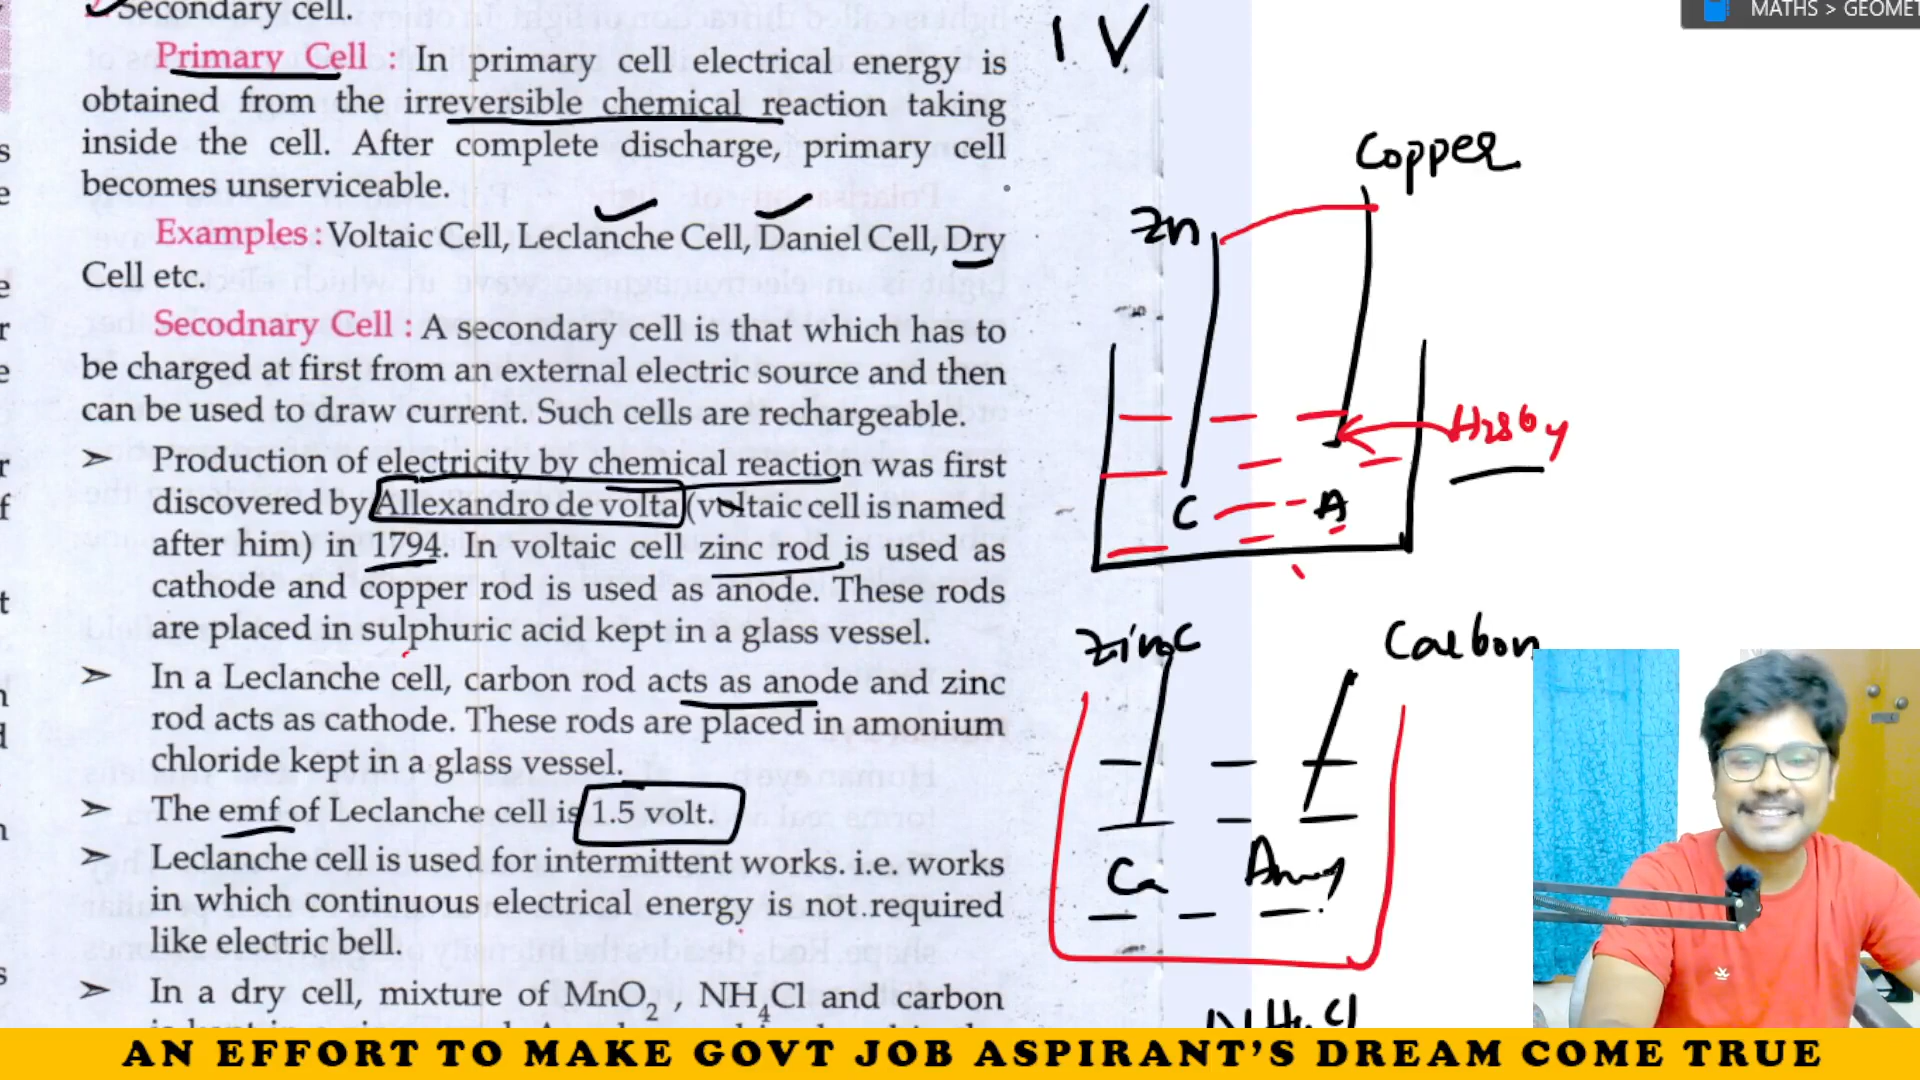 Secondary cell.
Primary Cell : In primary cell electrical energy is
obtained from the irreversible chemical reaction taking
inside the cell. After complete discharge, primary cell
becomes unserviceable.
Examples : Voltaic Cell, Leclanche Cell, Daniel Cell, Dry
Cell etc.
Secodnary Cell : A secondary cell is that which has to
be charged at first from an external electric source and then
can be used to draw current. Such cells are rechargeable.
➢ Production of electricity by chemical reaction was first
discovered by Allexandro de volta (voltaic cell is named
after him) in 1794. In voltaic cell zinc rod is used as
cathode and copper rod is used as anode. These rods
are placed in sulphuric acid kept in a glass vessel.
➢ In a Leclanche cell, carbon rod acts as anode and zinc
rod acts as cathode. These rods are placed in amonium
chloride kept in a glass vessel.
➢ The emf of Leclanche cell is 1.5 volt.
➢ Leclanche cell is used for intermittent works. i.e. works
in which continuous electrical energy is not required
like electric bell.
➢ In a dry cell, mixture of MnO₂, NH₄Cl and carbon
1 V
MATHS > GEOMET
Copper
Zn
H2SO4
C
A
Zinc
Carbon
Ca
AN EFFORT TO MAKE GOVT JOB ASPIRANT'S DREAM COME TRUE